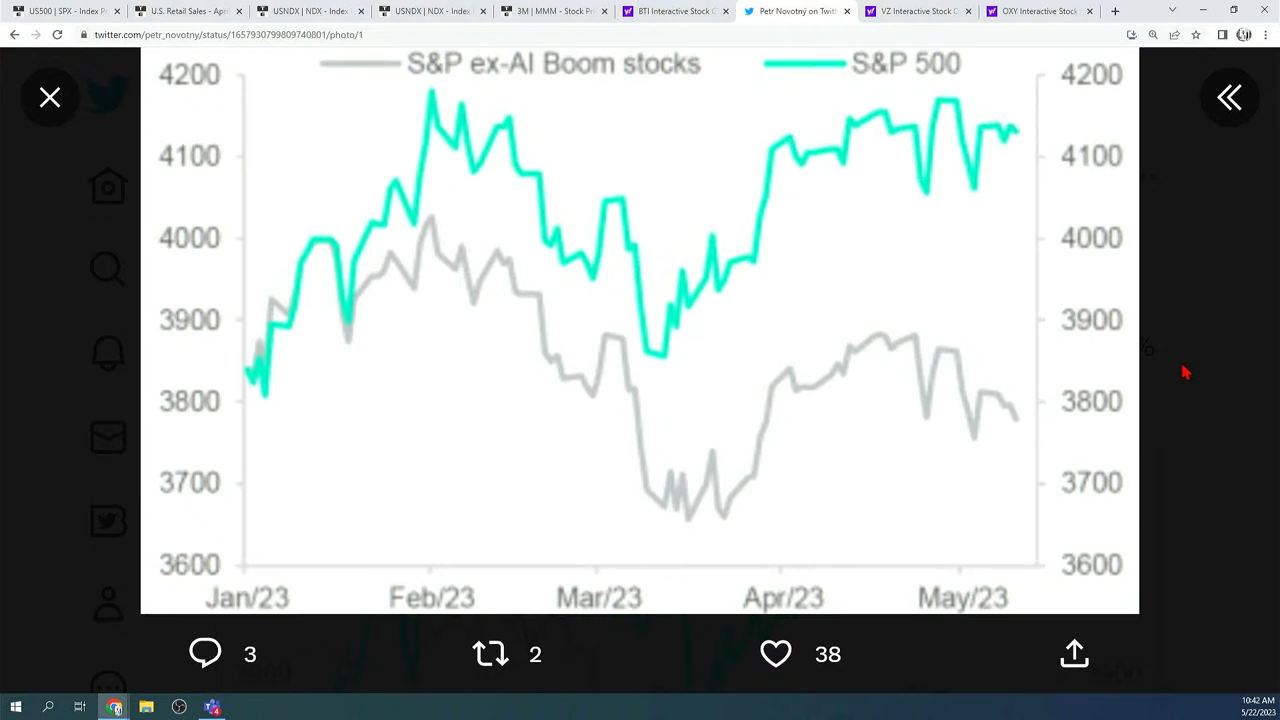 US500 | SPX - Index P
U.S. Retail Sales - Apri
USNDX | NDX - Index
USNDX | NDX - Index
3M | MMM - Stock Pri
BTI Interactive Stock C
Petr Novotný on Twitt
VZ Interactive Stock C
OXY Interactive Stock
twitter.com/petr_novotny/status/1657930799809740801/photo/1
S&P ex-AI Boom stocks
S&P 500
4200 4200
4100 4100
4000 4000
3900 3900
%
3800 3800
3700 3700
3600 3600
Jan/23 Feb/23 Mar/23 Apr/23 May/23
3 2 38
10:42 AM
5/22/2023